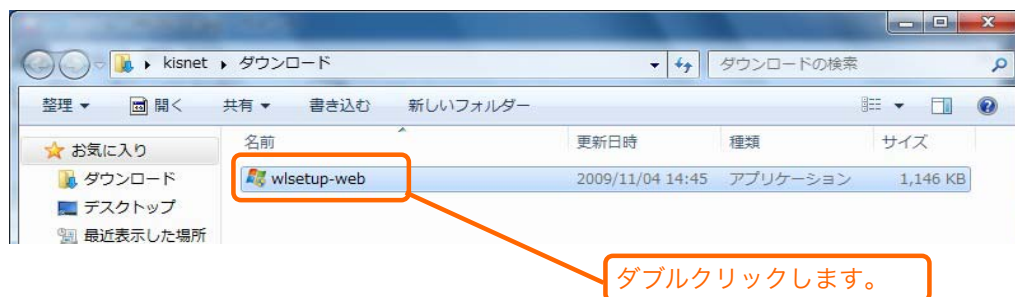 kisnet ▸ ダウンロード
ダウンロードの検索
整理 ▼ 開く 共有 ▼ 書き込む 新しいフォルダー
名前 更新日時 種類 サイズ
お気に入り
ダウンロード
デスクトップ
最近表示した場所
wlsetup-web 2009/11/04 14:45 アプリケーション 1,146 KB
ダブルクリックします。